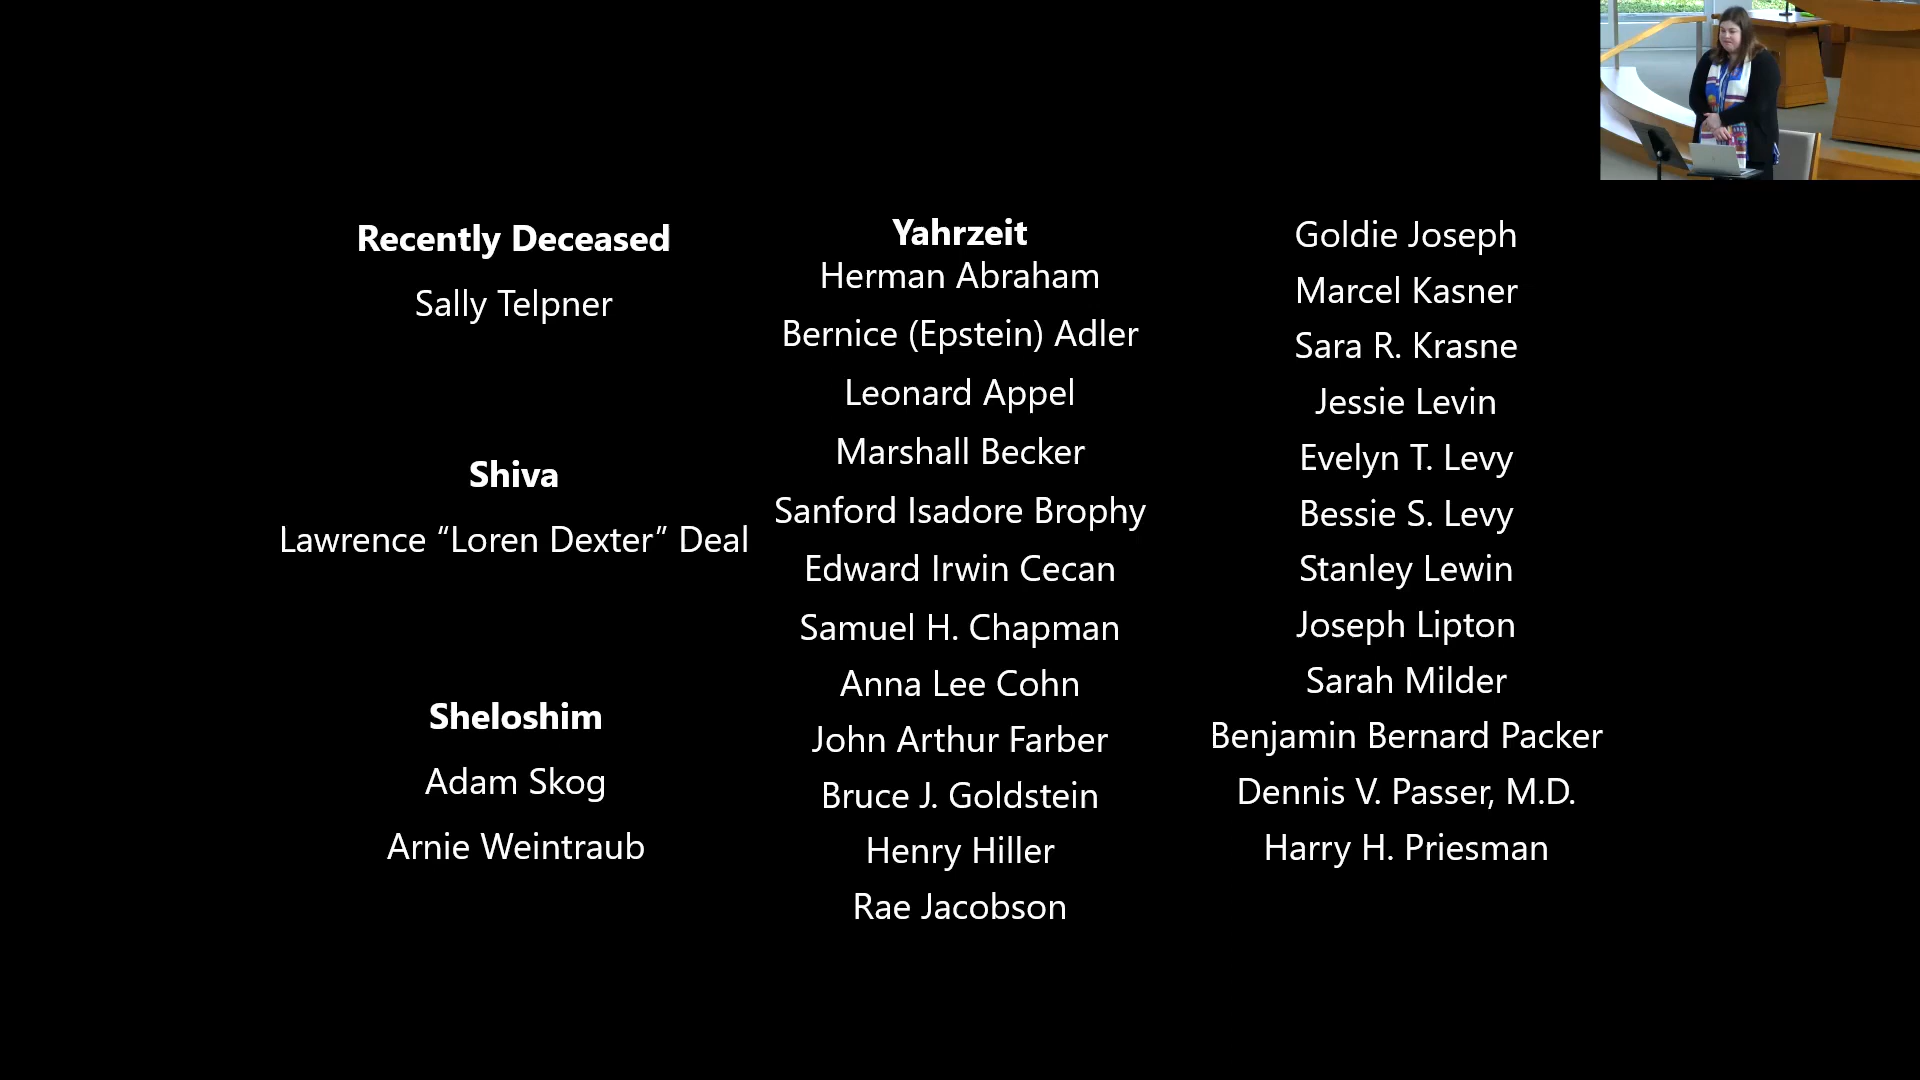 Recently Deceased
Sally Telpner
Shiva
Lawrence “Loren Dexter” Deal
Sheloshim
Adam Skog
Arnie Weintraub
Yahrzeit
Herman Abraham
Bernice (Epstein) Adler
Leonard Appel
Marshall Becker
Sanford Isadore Brophy
Edward Irwin Cecan
Samuel H. Chapman
Anna Lee Cohn
John Arthur Farber
Bruce J. Goldstein
Henry Hiller
Rae Jacobson
Goldie Joseph
Marcel Kasner
Sara R. Krasne
Jessie Levin
Evelyn T. Levy
Bessie S. Levy
Stanley Lewin
Joseph Lipton
Sarah Milder
Benjamin Bernard Packer
Dennis V. Passer, M.D.
Harry H. Priesman